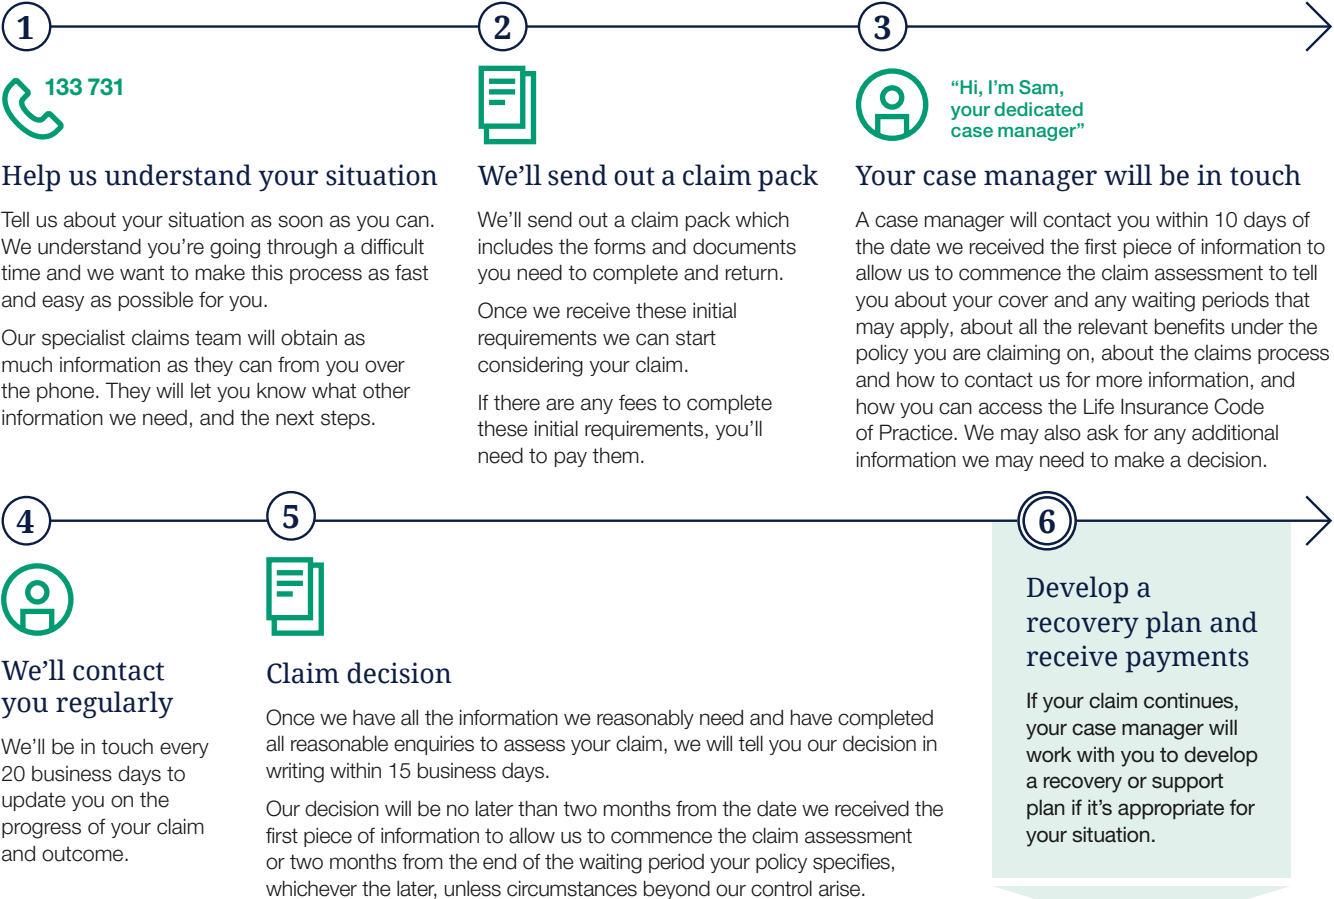 1
133 731
Help us understand your situation
Tell us about your situation as soon as you can.
We understand you’re going through a difficult
time and we want to make this process as fast
and easy as possible for you.
Our specialist claims team will obtain as
much information as they can from you over
the phone. They will let you know what other
information we need, and the next steps.
2
We’ll send out a claim pack
We’ll send out a claim pack which
includes the forms and documents
you need to complete and return.
Once we receive these initial
requirements we can start
considering your claim.
If there are any fees to complete
these initial requirements, you’ll
need to pay them.
3
“Hi, I’m Sam,
your dedicated
case manager”
Your case manager will be in touch
A case manager will contact you within 10 days of
the date we received the first piece of information to
allow us to commence the claim assessment to tell
you about your cover and any waiting periods that
may apply, about all the relevant benefits under the
policy you are claiming on, about the claims process
and how to contact us for more information, and
how you can access the Life Insurance Code
of Practice. We may also ask for any additional
information we may need to make a decision.
4
We’ll contact
you regularly
We’ll be in touch every
20 business days to
update you on the
progress of your claim
and outcome.
5
Claim decision
Once we have all the information we reasonably need and have completed
all reasonable enquiries to assess your claim, we will tell you our decision in
writing within 15 business days.
Our decision will be no later than two months from the date we received the
first piece of information to allow us to commence the claim assessment
or two months from the end of the waiting period your policy specifies,
whichever the later, unless circumstances beyond our control arise.
6
Develop a
recovery plan and
receive payments
If your claim continues,
your case manager will
work with you to develop
a recovery or support
plan if it’s appropriate for
your situation.